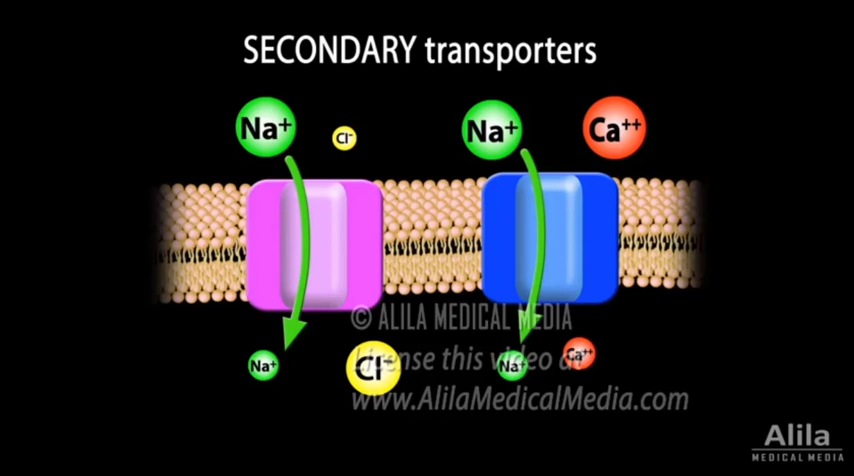 SECONDARY transporters
Na⁺ Cl⁻ Na⁺ Ca⁺⁺
© ALILA MEDICAL MEDIA
Na⁺ Cl⁻ Na⁺ Ca⁺⁺
License this video at
www.AlilaMedicalMedia.com
Alila
MEDICAL MEDIA